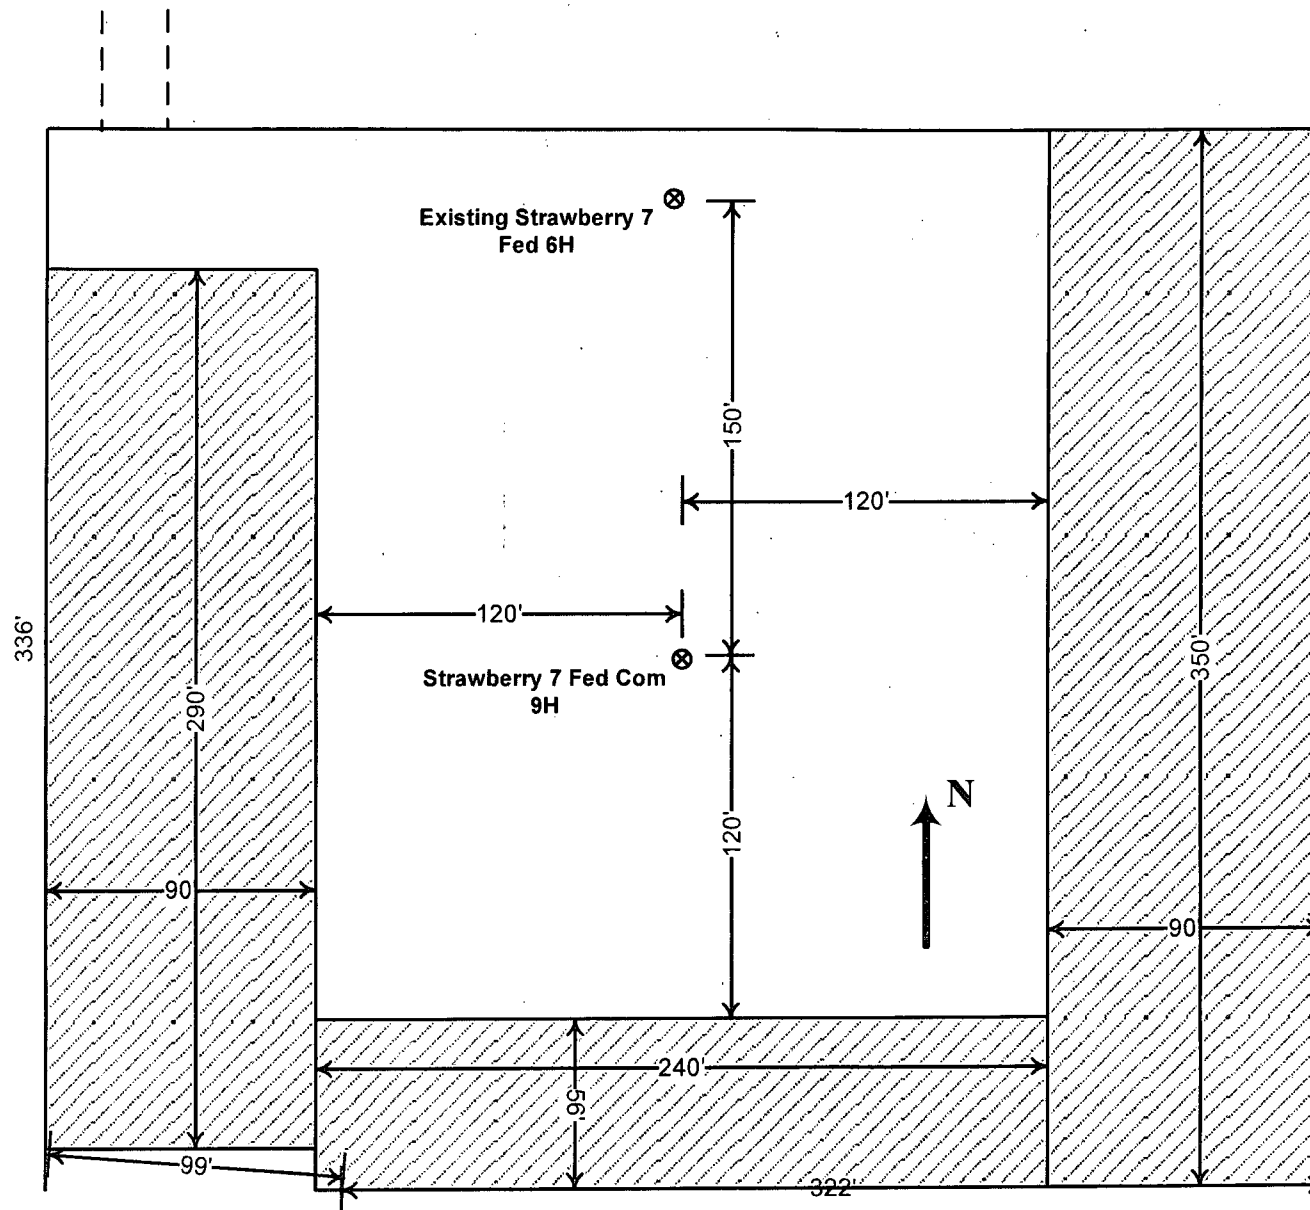 Existing Strawberry 7
Fed 6H
150'
120'
120'
336'
350'
Strawberry 7 Fed Com
9H
290'
N
120'
90'
90
240'
56'
99'
322'